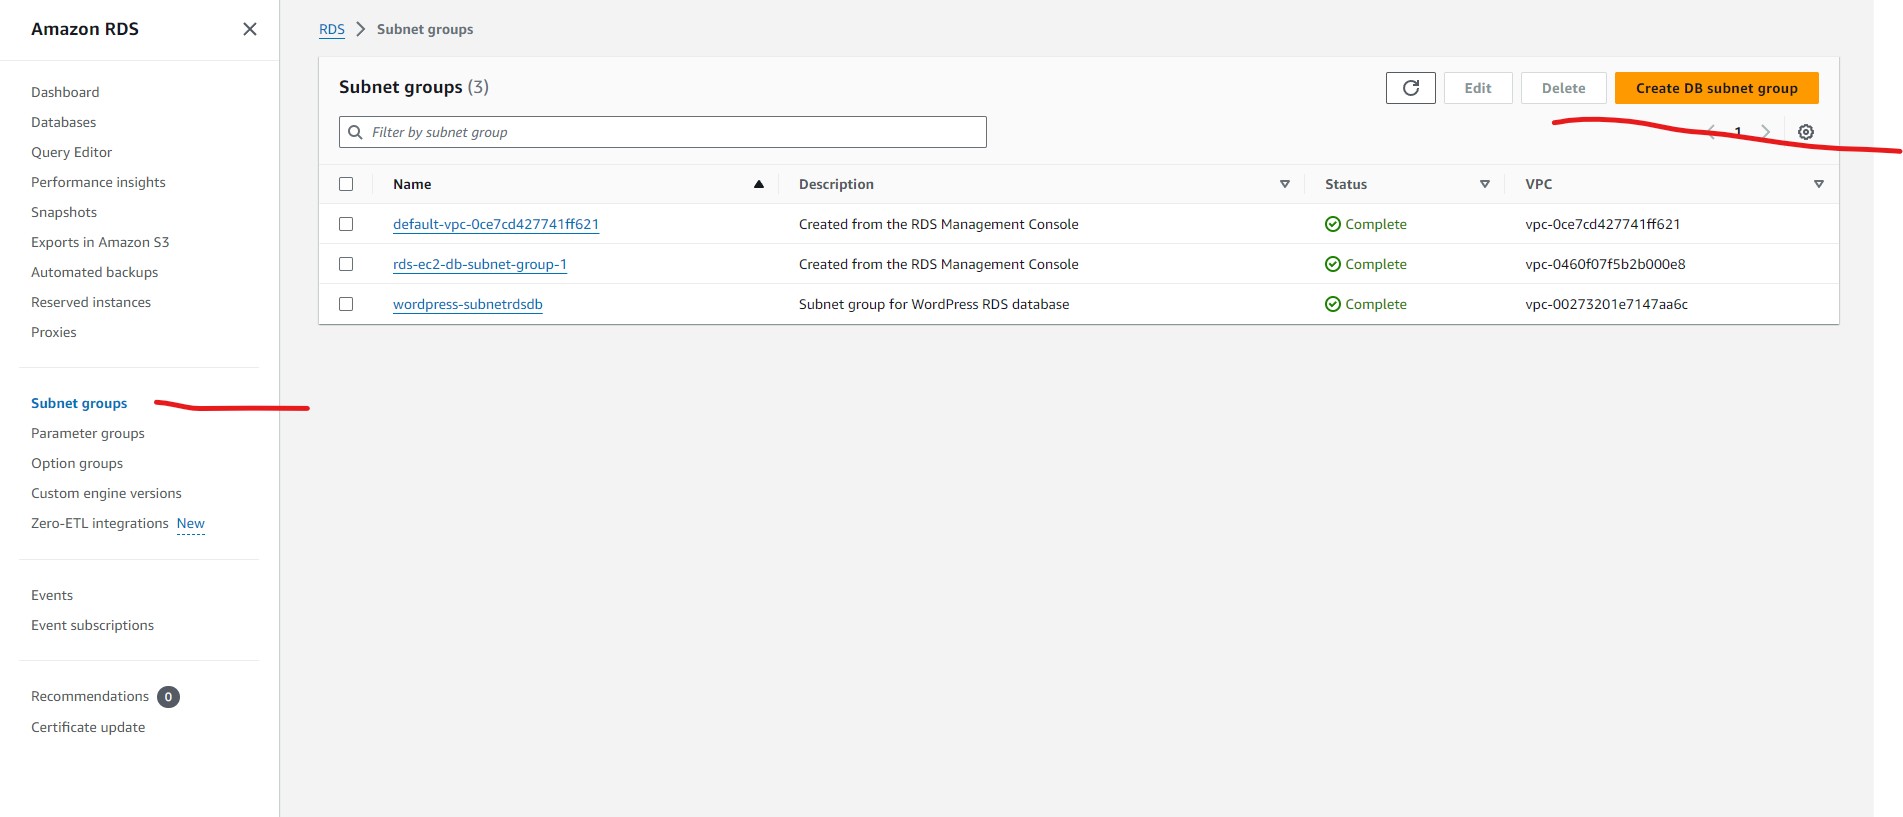 Amazon RDS
Dashboard
Databases
Query Editor
Performance insights
Snapshots
Exports in Amazon S3
Automated backups
Reserved instances
Proxies
Subnet groups
Parameter groups
Option groups
Custom engine versions
Zero-ETL integrations New
Events
Event subscriptions
Recommendations 0
Certificate update
RDS Subnet groups
Subnet groups (3)
Edit Delete Create DB subnet group
Filter by subnet group
1
Name Description Status VPC
default-vpc-0ce7cd427741ff621 Created from the RDS Management Console Complete vpc-0ce7cd427741ff621
rds-ec2-db-subnet-group-1 Created from the RDS Management Console Complete vpc-0460f07f5b2b000e8
wordpress-subnetrdsdb Subnet group for WordPress RDS database Complete vpc-00273201e7147aa6c